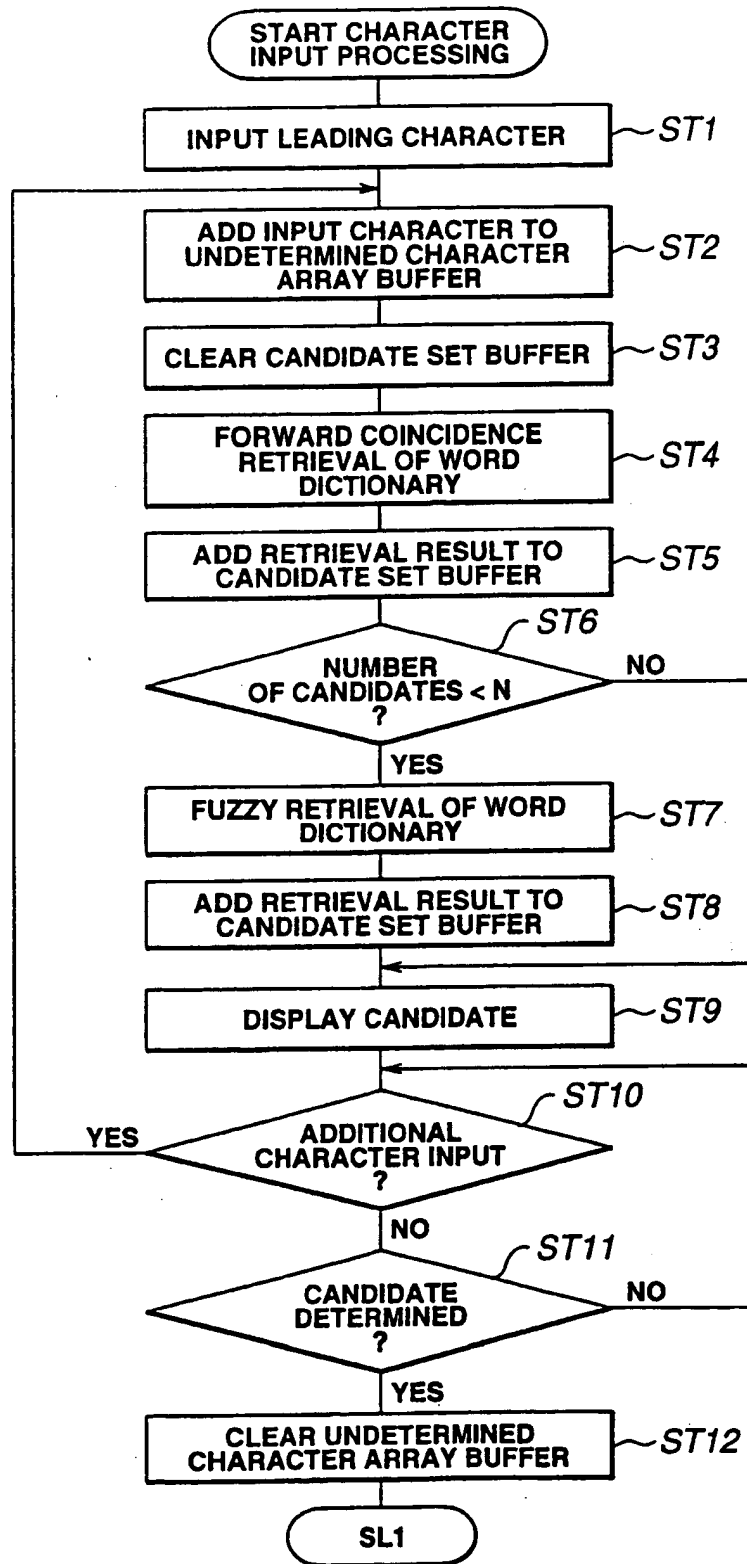 START CHARACTER
INPUT PROCESSING
INPUT LEADING CHARACTER
ST1
ADD INPUT CHARACTER TO
UNDETERMINED CHARACTER
ARRAY BUFFER
ST2
CLEAR CANDIDATE SET BUFFER
ST3
FORWARD COINCIDENCE
RETRIEVAL OF WORD
DICTIONARY
ST4
ADD RETRIEVAL RESULT TO
CANDIDATE SET BUFFER
ST5
ST6
NUMBER
OF CANDIDATES < N
?
NO
YES
FUZZY RETRIEVAL OF WORD
DICTIONARY
ST7
ADD RETRIEVAL RESULT TO
CANDIDATE SET BUFFER
ST8
DISPLAY CANDIDATE
ST9
ST10
YES
ADDITIONAL
CHARACTER INPUT
?
NO
ST11
CANDIDATE
DETERMINED
?
NO
YES
CLEAR UNDETERMINED
CHARACTER ARRAY BUFFER
ST12
SL1